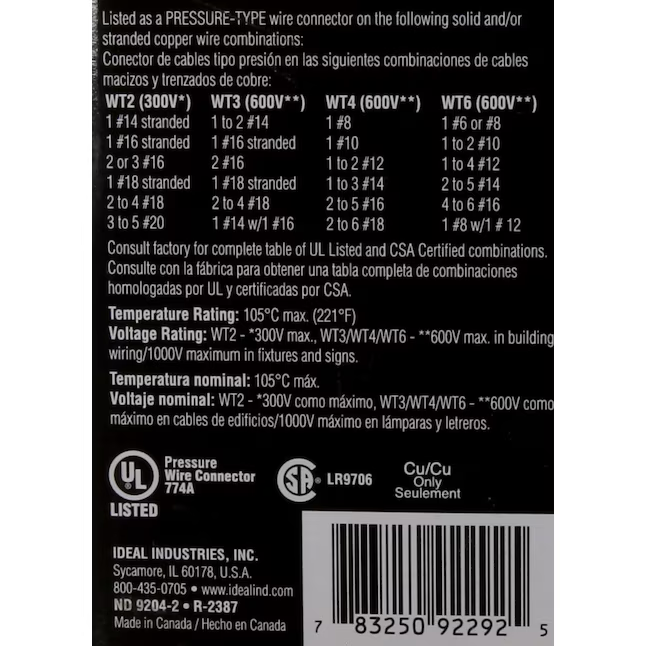 Listed as a PRESSURE-TYPE wire connector on the following solid and/or
stranded copper wire combinations:
Conector de cables tipo presión en las siguientes combinaciones de cables
macizos y trenzados de cobre:
WT2 (300V*) WT3 (600V**) WT4 (600V**) WT6 (600V**)
1 #14 stranded 1 to 2 #14 1 #8 1 #6 or #8
1 #16 stranded 1 #16 stranded 1 #10 1 to 2 #10
2 or 3 #16 2 #16 1 to 2 #12 1 to 4 #12
1 #18 stranded 1 #18 stranded 1 to 3 #14 2 to 5 #14
2 to 4 #18 2 to 4 #18 2 to 5 #16 4 to 6 #16
3 to 5 #20 1 #14 w/1 #16 2 to 6 #18 1 #8 w/1 # 12
Consult factory for complete table of UL Listed and CSA Certified combinations.
Consulte con la fábrica para obtener una tabla completa de combinaciones
homologadas por UL y certificadas por CSA.
Temperature Rating: 105°C max. (221°F)
Voltage Rating: WT2 - *300V max., WT3/WT4/WT6 - **600V max. in building
wiring/1000V maximum in fixtures and signs.
Temperatura nominal: 105°C máx.
Voltaje nominal: WT2 - *300V como máximo, WT3/WT4/WT6 - **600V como
máximo en cables de edificios/1000V máximo en lámparas y letreros.
UL
LISTED
Pressure
Wire Connector
774A
SA® LR9706
Cu/Cu
Only
Seulement
IDEAL INDUSTRIES, INC.
Sycamore, IL 60178, U.S.A.
800-435-0705 • www.idealind.com
ND 9204-2 • R-2387
Made in Canada / Hecho en Canada
7 83250 92292 5